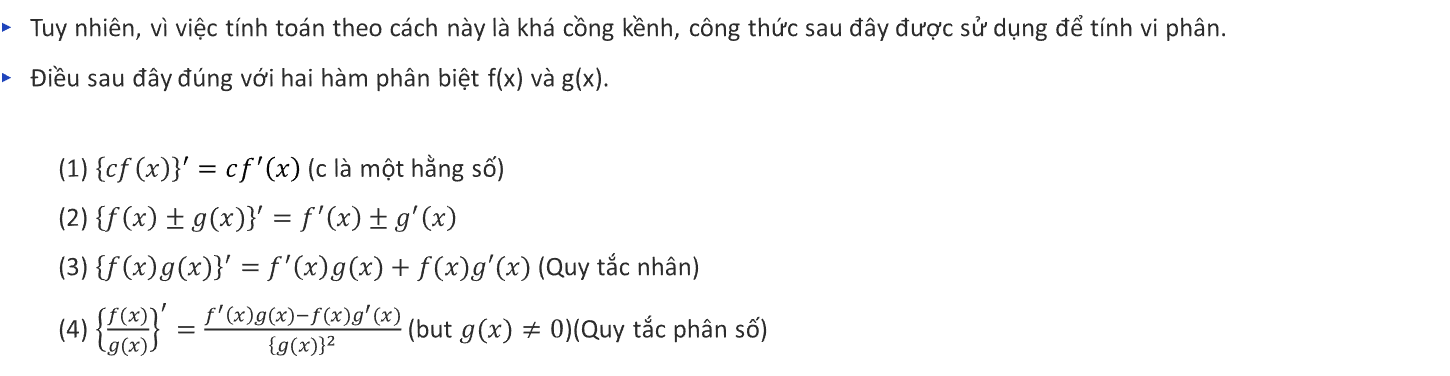 ▸ Tuy nhiên, vì việc tính toán theo cách này là khá cồng kềnh, công thức sau đây được sử dụng để tính vi phân.
▸ Điều sau đây đúng với hai hàm phân biệt f(x) và g(x).
(1) {cf(x)}′ = cf′(x) (c là một hằng số)
(2) {f(x) ± g(x)}′ = f′(x) ± g′(x)
(3) {f(x)g(x)}′ = f′(x)g(x) + f(x)g′(x) (Quy tắc nhân)
(4) {f(x)/g(x)}′ = f′(x)g(x)−f(x)g′(x)/{g(x)}² (but g(x) ≠ 0)(Quy tắc phân số)